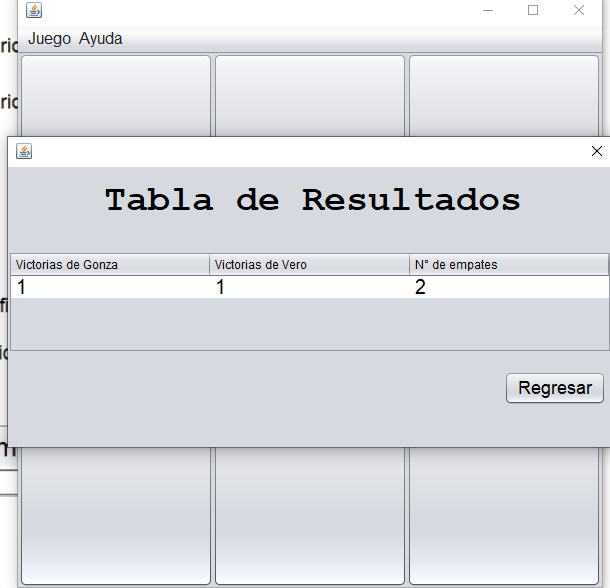 Juego Ayuda
Tabla de Resultados
Victorias de Gonza Victorias de Vero N° de empates
1 1 2
Regresar